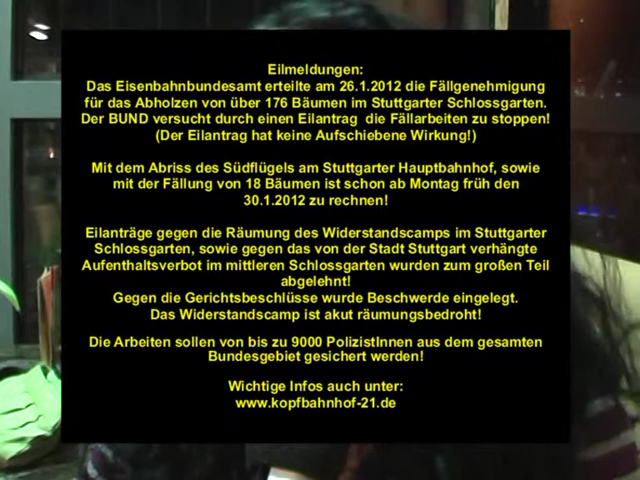 Eilmeldungen:
Das Eisenbahnbundesamt erteilte am 26.1.2012 die Fällgenehmigung
für das Abholzen von über 176 Bäumen im Stuttgarter Schlossgarten.
Der BUND versucht durch einen Eilantrag die Fällarbeiten zu stoppen!
(Der Eilantrag hat keine Aufschiebene Wirkung!)
Mit dem Abriss des Südflügels am Stuttgarter Hauptbahnhof, sowie
mit der Fällung von 18 Bäumen ist schon ab Montag früh den
30.1.2012 zu rechnen!
Eilanträge gegen die Räumung des Widerstandscamps im Stuttgarter
Schlossgarten, sowie gegen das von der Stadt Stuttgart verhängte
Aufenthaltsverbot im mittleren Schlossgarten wurden zum großen Teil
abgelehnt!
Gegen die Gerichtsbeschlüsse wurde Beschwerde eingelegt.
Das Widerstandscamp ist akut räumungsbedroht!
Die Arbeiten sollen von bis zu 9000 PolizistInnen aus dem gesamten
Bundesgebiet gesichert werden!
Wichtige Infos auch unter:
www.kopfbahnhof-21.de